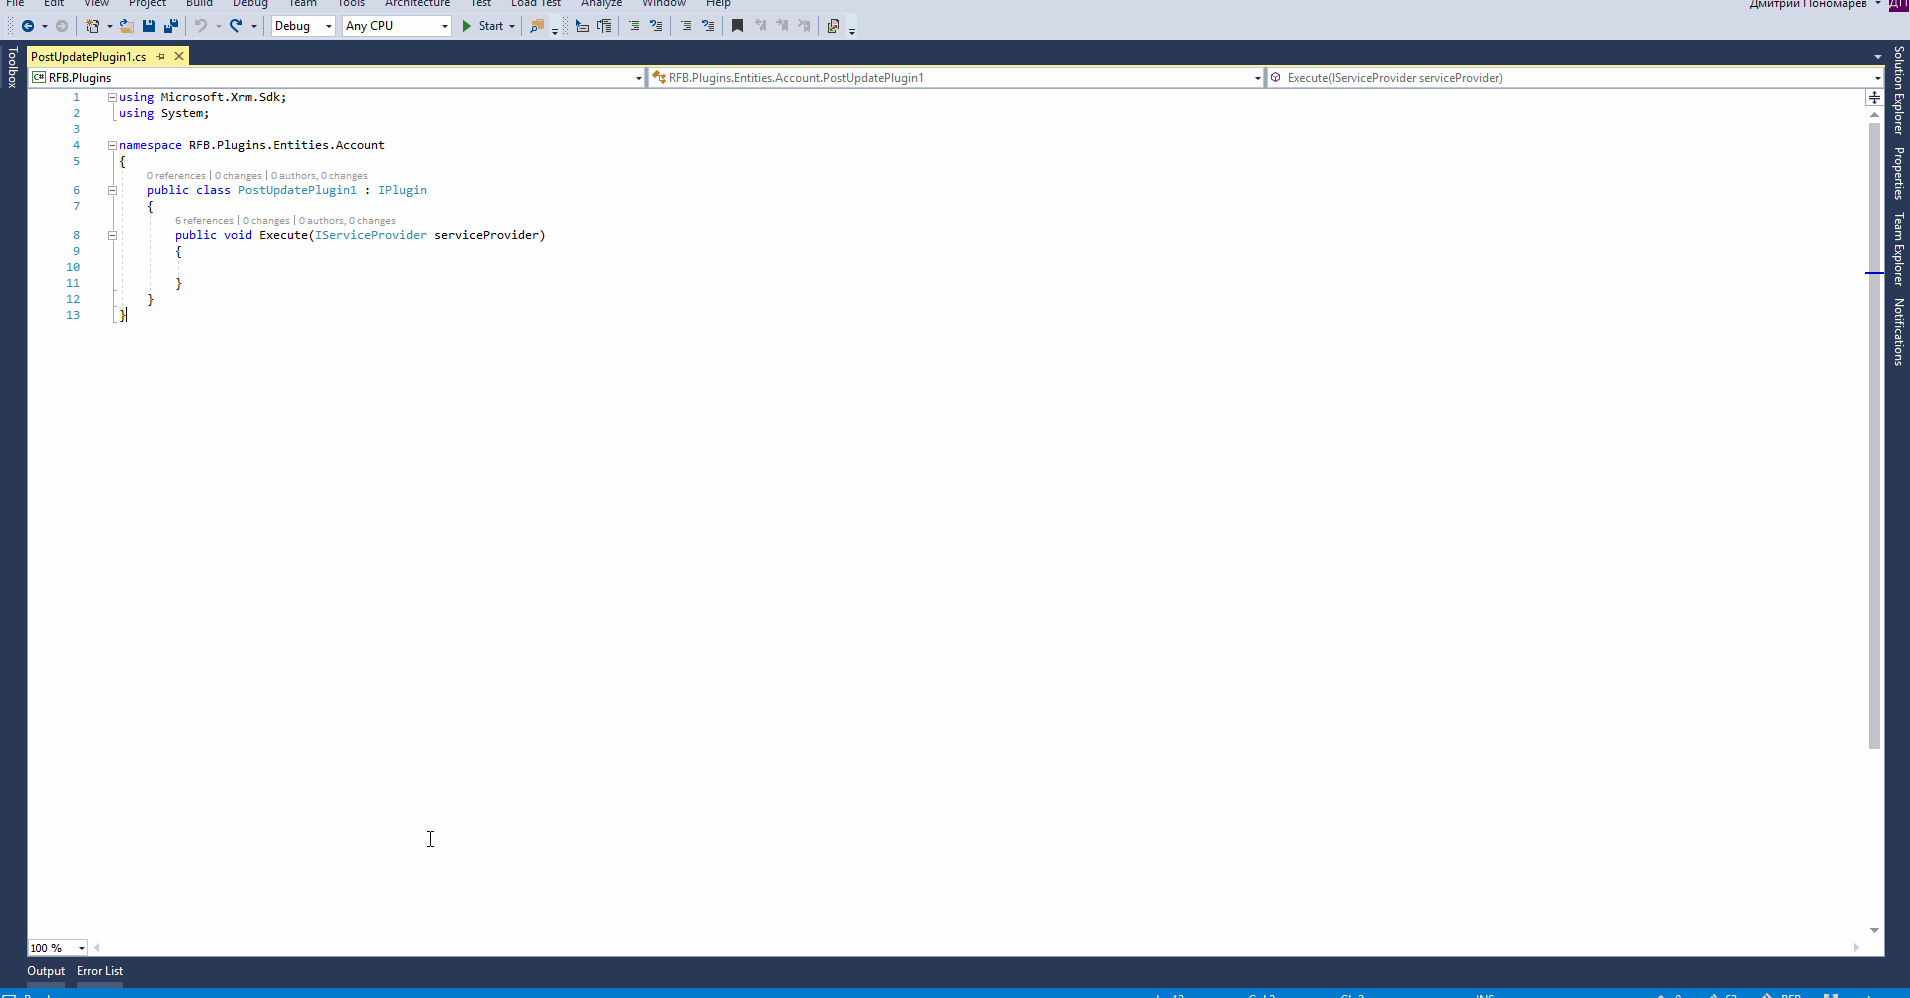 File Edit View Project Build Debug Team Tools Architecture Test Load Test Analyze Window Help Дмитрий Пономарев ДП
Debug Any CPU Start
Toolbox
PostUpdatePlugin1.cs
RFB.Plugins RFB.Plugins.Entities.Account.PostUpdatePlugin1 Execute(IServiceProvider serviceProvider)
1 using Microsoft.Xrm.Sdk;
2 using System;
3
4 namespace RFB.Plugins.Entities.Account
5 {
0 references | 0 changes | 0 authors, 0 changes
6 public class PostUpdatePlugin1 : IPlugin
7 {
6 references | 0 changes | 0 authors, 0 changes
8 public void Execute(IServiceProvider serviceProvider)
9 {
10
11 }
12 }
13 }
Solution Explorer
Properties
Team Explorer
Notifications
100 %
Output Error List